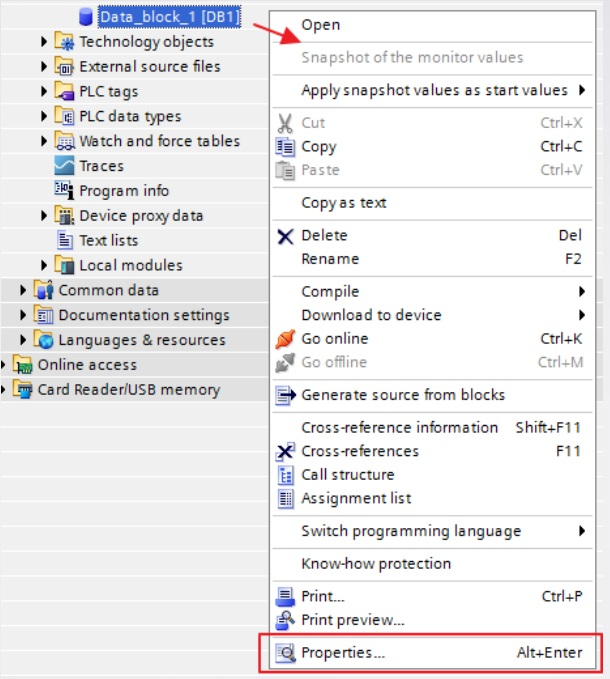 Data_block_1 [DB1]
Technology objects
External source files
PLC tags
PLC data types
Watch and force tables
Traces
Program info
Device proxy data
Text lists
Local modules
Common data
Documentation settings
Languages & resources
Online access
Card Reader/USB memory
Open
Snapshot of the monitor values
Apply snapshot values as start values
Cut Ctrl+X
Copy Ctrl+C
Paste Ctrl+V
Copy as text
Delete Del
Rename F2
Compile
Download to device
Go online Ctrl+K
Go offline Ctrl+M
Generate source from blocks
Cross-reference information Shift+F11
Cross-references F11
Call structure
Assignment list
Switch programming language
Know-how protection
Print... Ctrl+P
Print preview...
Properties... Alt+Enter